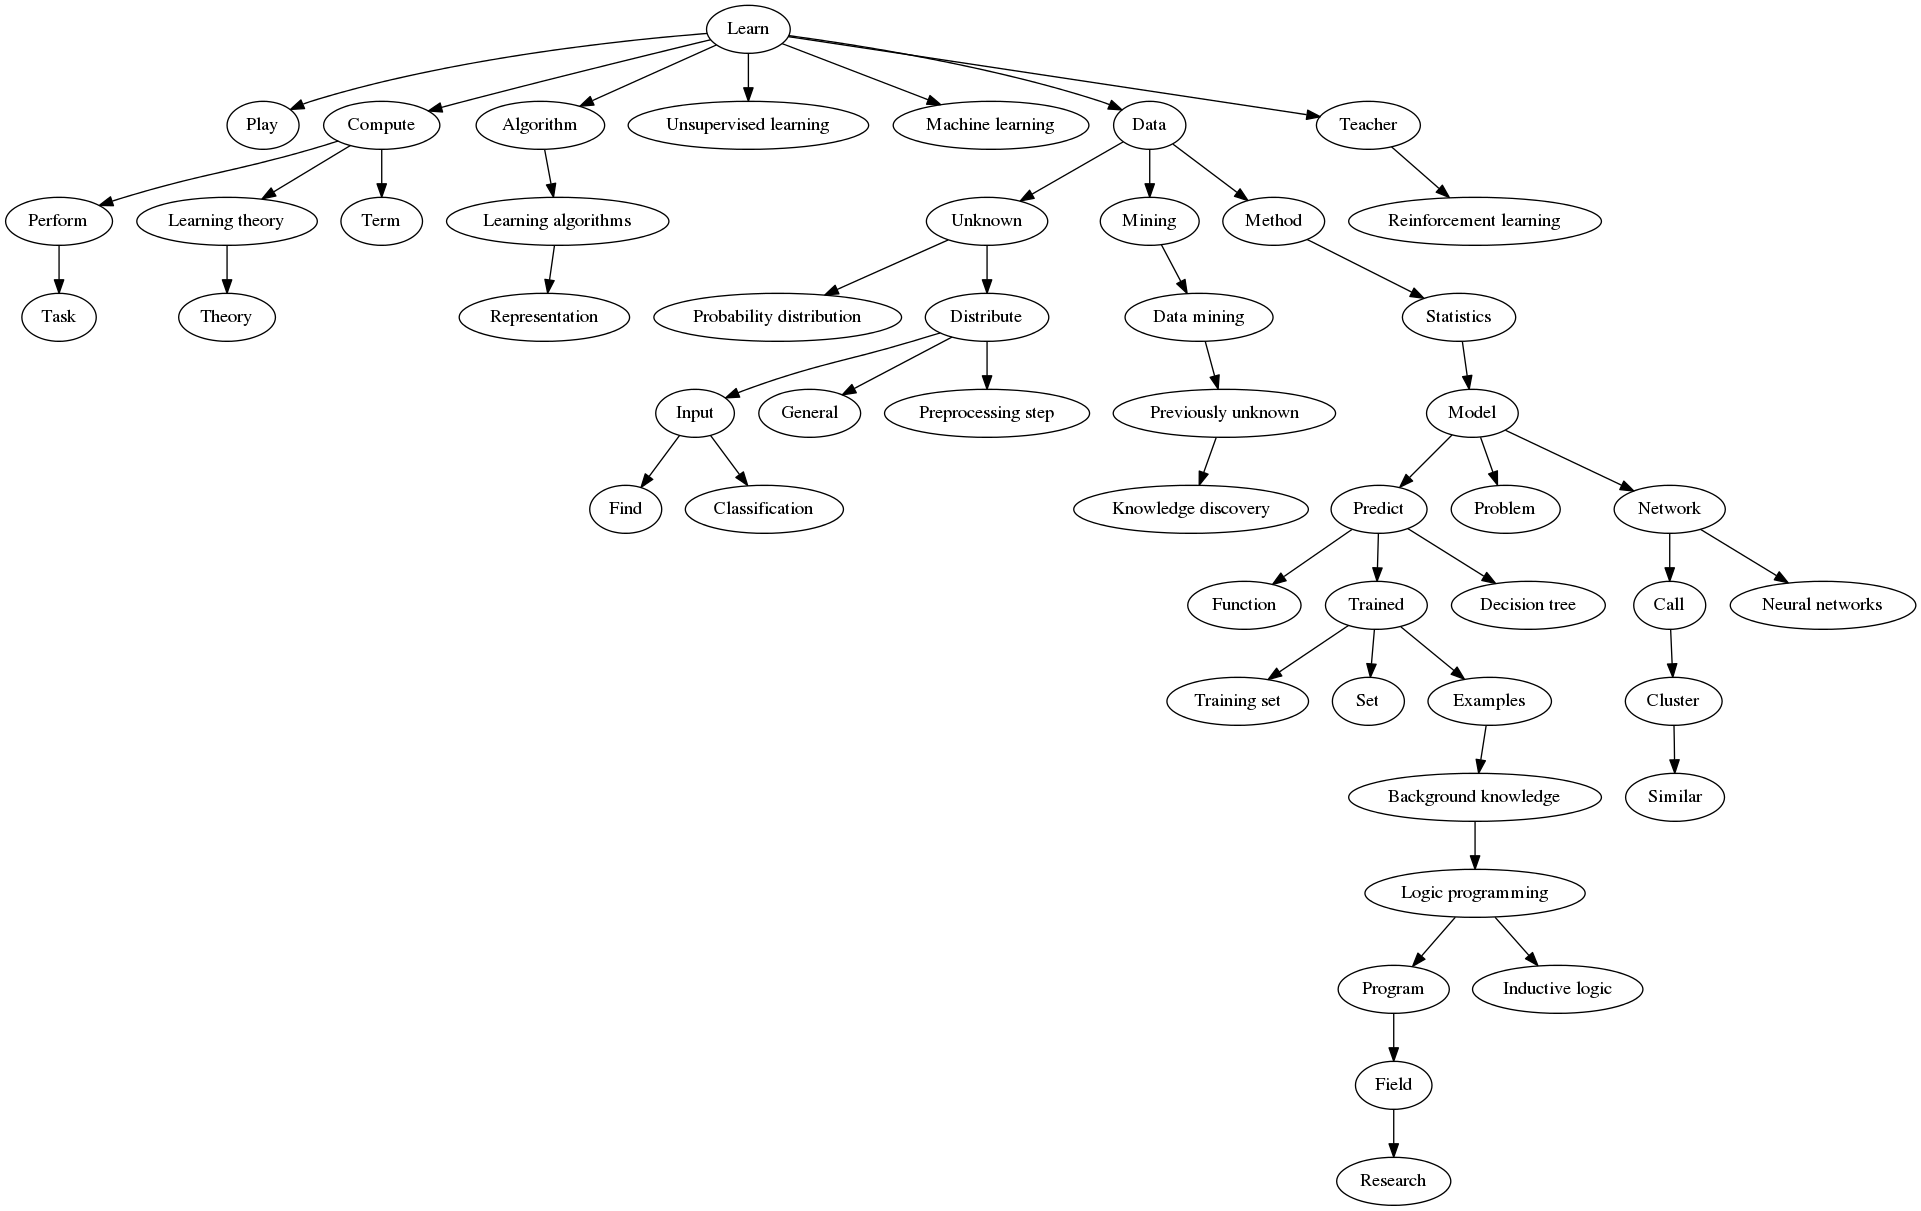 Learn
Play
Compute
Algorithm
Unsupervised learning
Machine learning
Data
Teacher
Perform
Learning theory
Term
Learning algorithms
Unknown
Mining
Method
Reinforcement learning
Task
Theory
Representation
Probability distribution
Distribute
Data mining
Statistics
Input
General
Preprocessing step
Previously unknown
Model
Find
Classification
Knowledge discovery
Predict
Problem
Network
Function
Trained
Decision tree
Call
Neural networks
Training set
Set
Examples
Cluster
Background knowledge
Similar
Logic programming
Program
Inductive logic
Field
Research